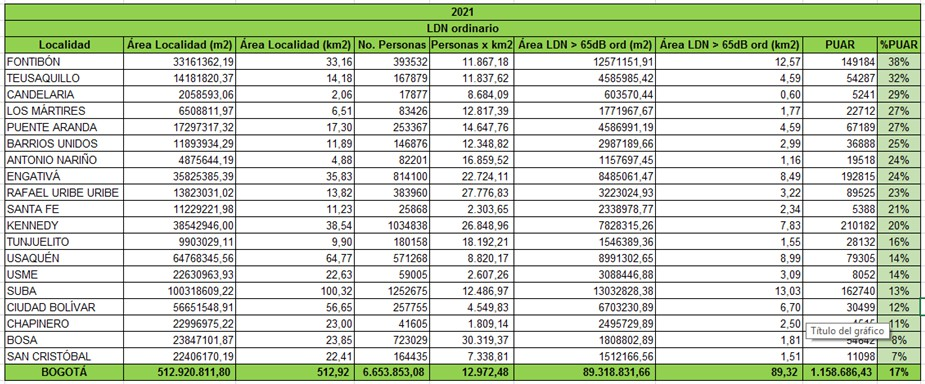 2021
LDN ordinario
Localidad Área Localidad (m2) Área Localidad (km2) No. Personas Personas x km2 Área LDN > 65dB ord (m2) Área LDN > 65dB ord (km2) PUAR %PUAR
FONTIBÓN 33161362,19 33,16 393532 11.867,18 12571151,91 12,57 149184 38%
TEUSAQUILLO 14181820,37 14,18 167879 11.837,62 4585985,42 4,59 54287 32%
CANDELARIA 2058593,06 2,06 17877 8.684,09 603570,44 0,60 5241 29%
LOS MÁRTIRES 6508811,97 6,51 83426 12.817,39 1771967,67 1,77 22712 27%
PUENTE ARANDA 17297317,32 17,30 253367 14.647,76 4586991,19 4,59 67189 27%
BARRIOS UNIDOS 11893934,29 11,89 146876 12.348,82 2987189,66 2,99 36888 25%
ANTONIO NARIÑO 4875644,19 4,88 82201 16.859,52 1157697,45 1,16 19518 24%
ENGATIVÁ 35825385,39 35,83 814100 22.724,11 8485061,47 8,49 192815 24%
RAFAEL URIBE URIBE 13823031,02 13,82 383960 27.776,83 3223024,93 3,22 89525 23%
SANTA FE 11229221,98 11,23 25868 2.303,65 2338978,77 2,34 5388 21%
KENNEDY 38542946,00 38,54 1034838 26.848,96 7828315,26 7,83 210182 20%
TUNJUELITO 9903029,11 9,90 180158 18.192,21 1546389,36 1,55 28132 16%
USAQUÉN 64768345,56 64,77 571268 8.820,17 8991302,65 8,99 79305 14%
USME 22630963,93 22,63 59005 2.607,26 3088446,88 3,09 8052 14%
SUBA 100318609,22 100,32 1252675 12.486,97 13032828,38 13,03 162740 13%
CIUDAD BOLÍVAR 56651548,91 56,65 257755 4.549,83 6703230,89 6,70 30499 12%
CHAPINERO 22996975,22 23,00 41605 1.809,14 2495729,89 2,50 11%
Título del gráfico
BOSA 23847101,87 23,85 723029 30.319,37 1808802,89 1,81 8%
SAN CRISTÓBAL 22406170,19 22,41 164435 7.338,81 1512166,56 1,51 11098 7%
BOGOTÁ 512.920.811,80 512,92 6.653.853,08 12.972,48 89.318.831,66 89,32 1.158.686,43 17%